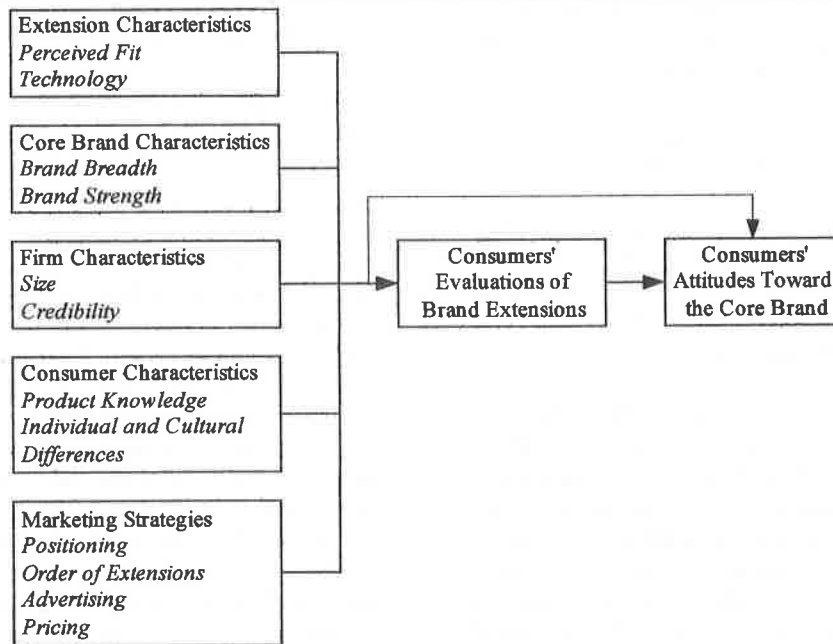 Extension Characteristics
Perceived Fit
Technology
Core Brand Characteristics
Brand Breadth
Brand Strength
Firm Characteristics
Size
Credibility
Consumer Characteristics
Product Knowledge
Individual and Cultural
Differences
Marketing Strategies
Positioning
Order of Extensions
Advertising
Pricing
Consumers'
Evaluations of
Brand Extensions
Consumers'
Attitudes Toward
the Core Brand